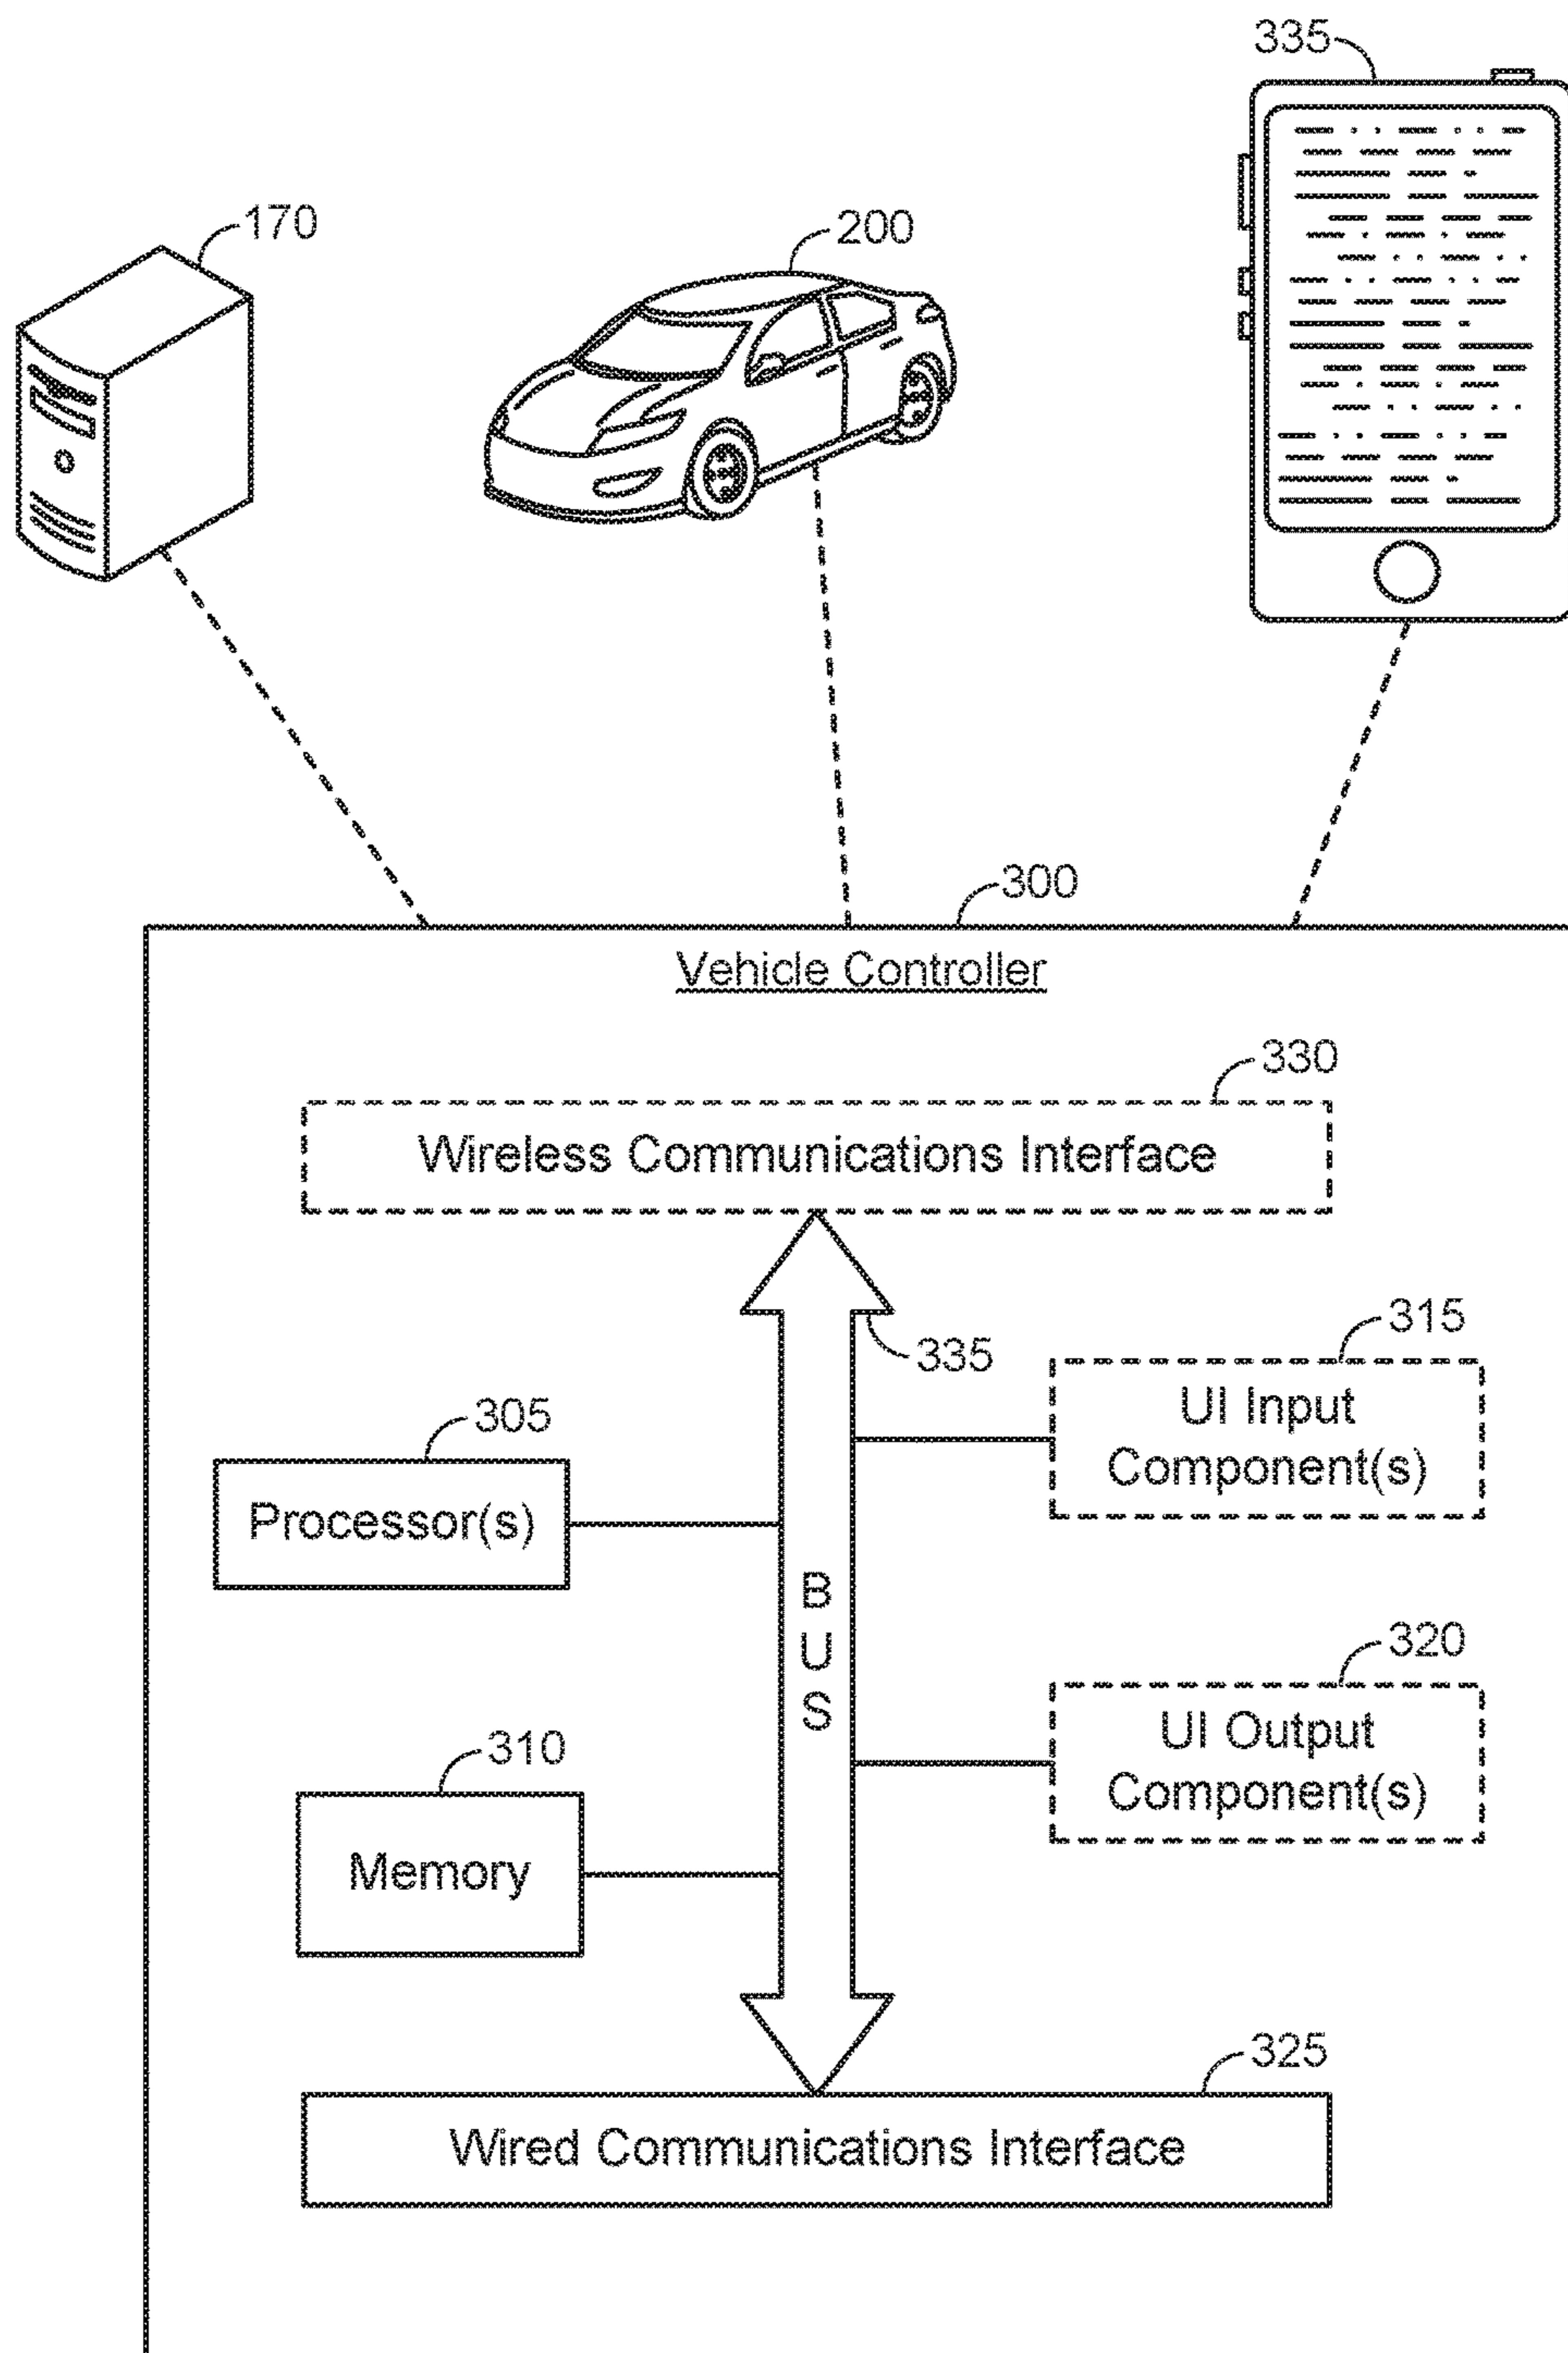 335
170
200
300
Vehicle Controller
330
Wireless Communications Interface
335
315
UI Input
Component(s)
305
Processor(s)
B
U
S
320
UI Output
Component(s)
310
Memory
325
Wired Communications Interface